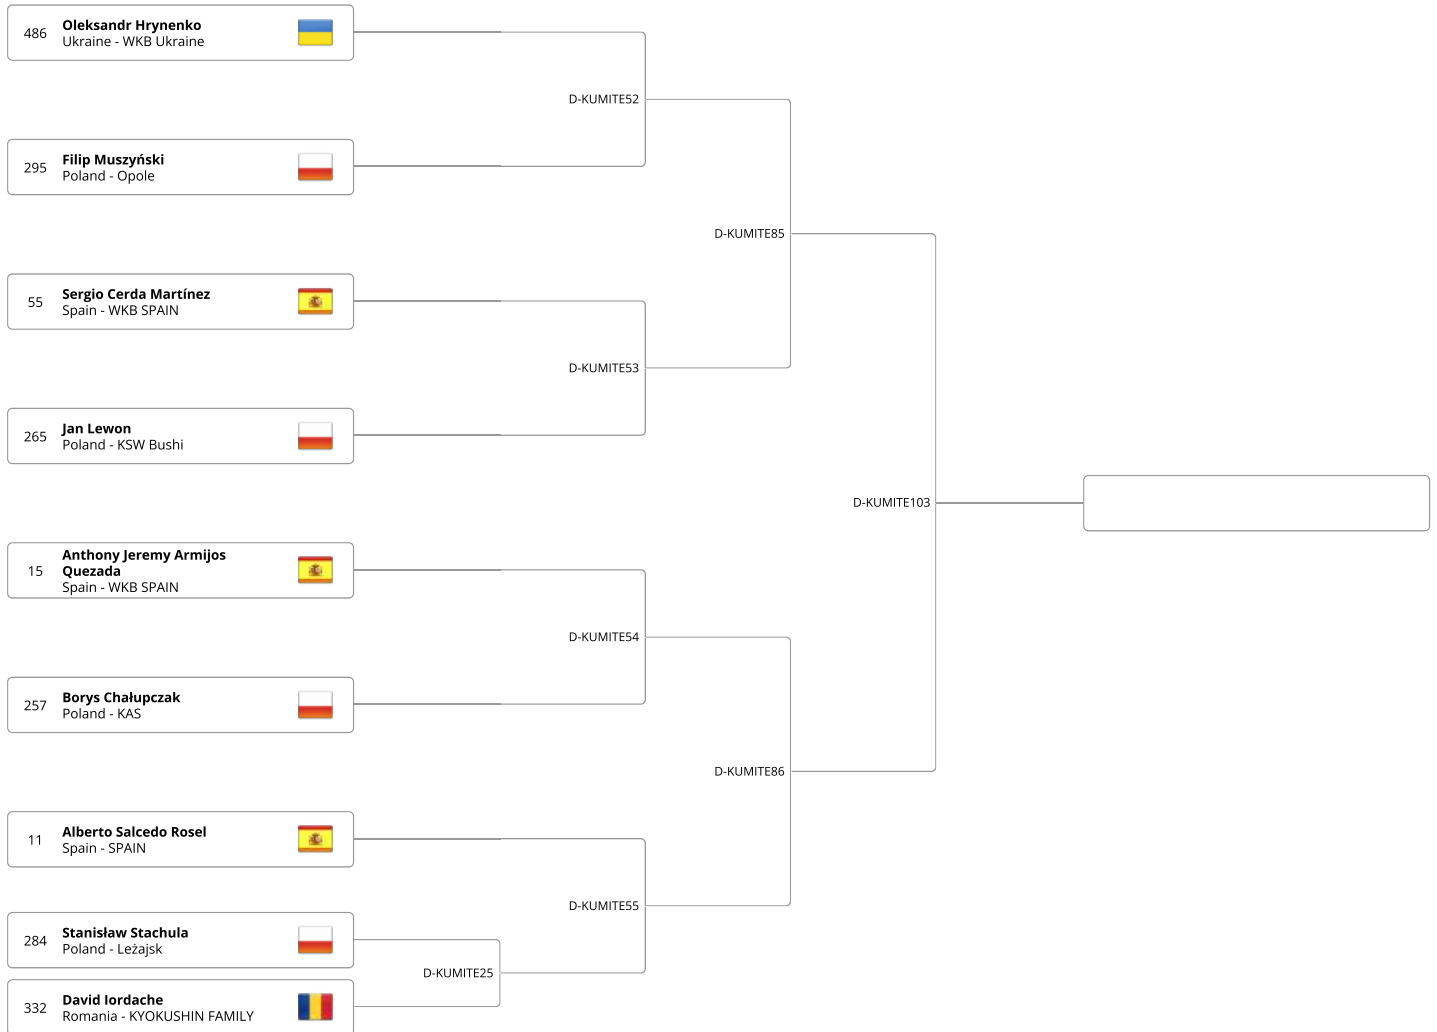 486
Oleksandr Hrynenko
Ukraine - WKB Ukraine
D-KUMITE52
295
Filip Muszyński
Poland - Opole
D-KUMITE85
55
Sergio Cerda Martínez
Spain - WKB SPAIN
D-KUMITE53
265
Jan Lewon
Poland - KSW Bushi
D-KUMITE103
15
Anthony Jeremy Armijos
Quezada
Spain - WKB SPAIN
D-KUMITE54
257
Borys Chałupczak
Poland - KAS
D-KUMITE86
11
Alberto Salcedo Rosel
Spain - SPAIN
D-KUMITE55
284
Stanisław Stachula
Poland - Leżajsk
D-KUMITE25
332
David Iordache
Romania - KYOKUSHIN FAMILY